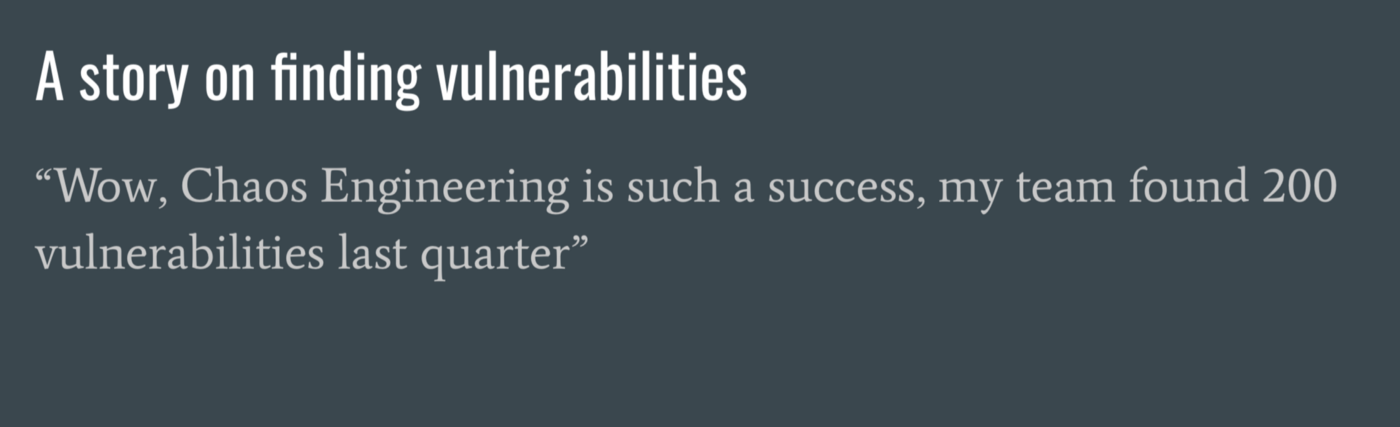 A story on finding vulnerabilities
“Wow, Chaos Engineering is such a success, my team found 200
vulnerabilities last quarter”